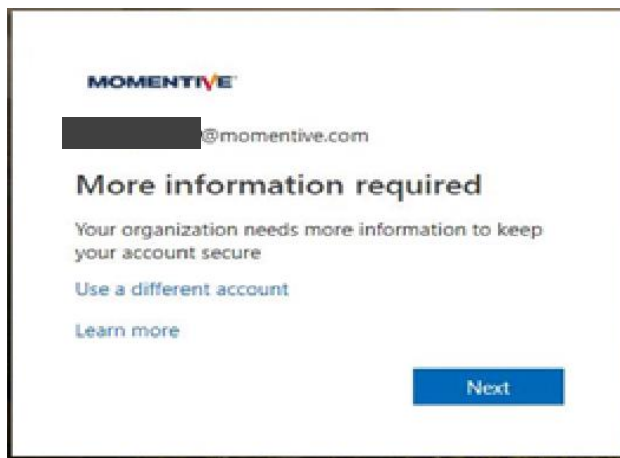 MOMENTIVE
@momentive.com
More information required
Your organization needs more information to keep
your account secure
Use a different account
Learn more
Next